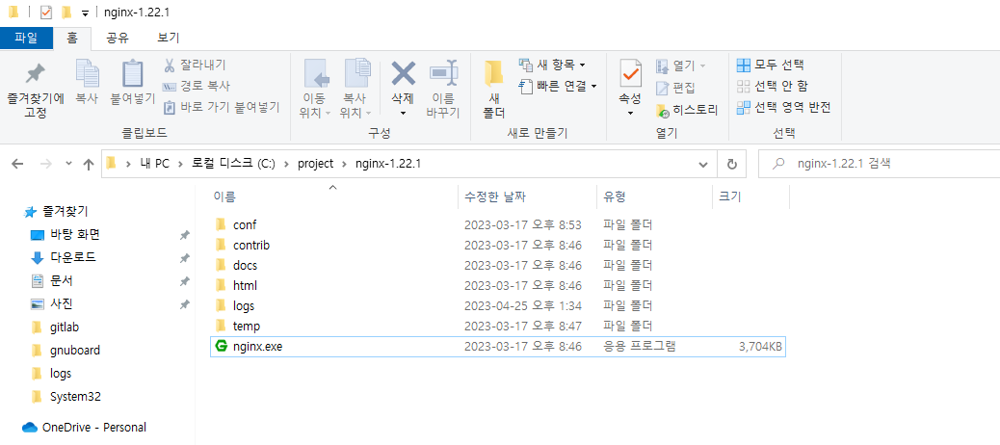 nginx-1.22.1
파일 홈 공유 보기
즐겨찾기에 고정
복사
붙여넣기
잘라내기
경로 복사
바로 가기 붙여넣기
클립보드
이동 위치
복사 위치
삭제
이름 바꾸기
구성
새 폴더
새 항목
빠른 연결
새로 만들기
속성
열기
편집
히스토리
열기
모두 선택
선택 안 함
선택 영역 반전
선택
내 PC > 로컬 디스크 (C:) > project > nginx-1.22.1
nginx-1.22.1 검색
즐겨찾기
바탕 화면
다운로드
문서
사진
gitlab
gnuboard
logs
System32
OneDrive - Personal
이름 수정한 날짜 유형 크기
conf 2023-03-17 오후 8:53 파일 폴더
contrib 2023-03-17 오후 8:46 파일 폴더
docs 2023-03-17 오후 8:46 파일 폴더
html 2023-03-17 오후 8:46 파일 폴더
logs 2023-04-25 오후 1:34 파일 폴더
temp 2023-03-17 오후 8:47 파일 폴더
nginx.exe 2023-03-17 오후 8:46 응용 프로그램 3,704KB